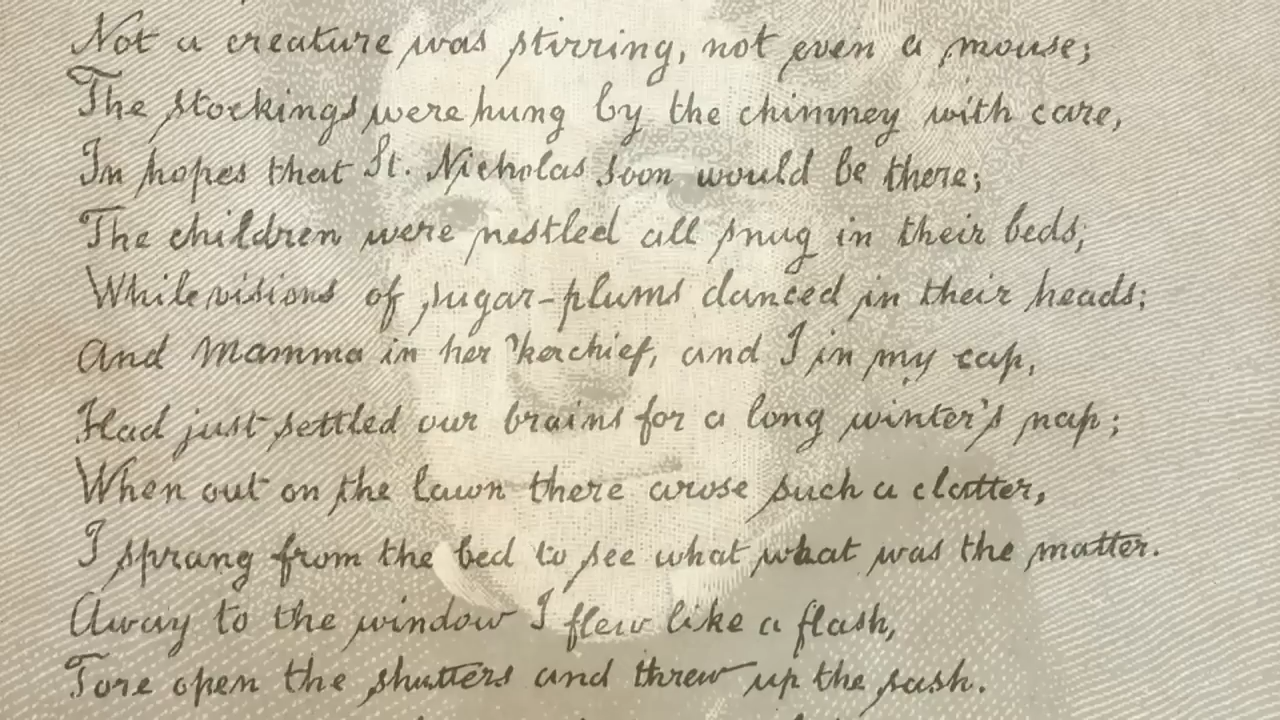 Not a creature was stirring, not even a mouse;
The stockings were hung by the chimney with care,
In hopes that St. Nicholas soon would be there;
The children were nestled all snug in their beds,
While visions of sugar-plums danced in their heads;
And Mamma in her 'kerchief, and I in my cap,
Had just settled our brains for a long winter's nap;
When out on the lawn there arose such a clatter,
I sprang from the bed to see what what was the matter.
Away to the window I flew like a flash,
Tore open the shutters and threw up the sash.